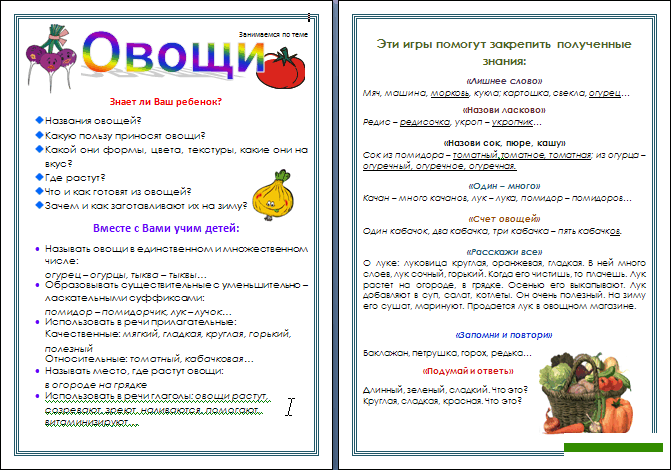 Занимаемся по теме
Овощи
Знает ли Ваш ребенок?
Названия овощей?
Какую пользу приносят овощи?
Какой они формы, цвета, текстуры, какие они на
вкус?
Где растут?
Что и как готовят из овощей?
Зачем и как заготавливают их на зиму?
Вместе с Вами учим детей:
Называть овощи в единственном и множественном
числе:
огурец – огурцы, тыква – тыквы…
Образовывать существительные с уменьшительно –
ласкательными суффиксами:
помидор – помидорчик, лук – лучок…
Использовать в речи прилагательные:
Качественные: мягкий, гладкая, круглая, горький,
полезный
Относительные: томатный, кабачковая…
Называть место, где растут овощи:
в огороде на грядке
Использовать в речи глаголы: овощи растут,
созревают, зреют, наливаются, помогают,
витаминизируют…
Эти игры помогут закрепить полученные
знания:
«Лишнее слово»
Мяч, машина, морковь, кукла; картошка, свекла, огурец…
«Назови ласково»
Редис – редисочка, укроп – укропчик…
«Назови сок, пюре, кашу»
Сок из помидора – томатный,томатное, томатная; из огурца –
огуречный, огуречное, огуречная.
«Один – много»
Качан – много качанов, лук – лука, помидор – помидоров…
«Счет овощей»
Один кабачок, два кабачка, три кабачка – пять кабачков.
«Расскажи все»
О луке: луковица круглая, оранжевая, гладкая. В ней много
слоев, лук сочный, горький. Когда его чистишь, то плачешь. Лук
растет на огороде, в грядке. Осенью его выкапывают. Лук
добавляют в суп, салат, котлеты. Он очень полезный. На зиму
его сушат, маринуют. Продается лук в овощном магазине.
«Запомни и повтори»
Баклажан, петрушка, горох, редька…
«Подумай и ответь»
Длинный, зеленый, сладкий. Что это?
Круглая, сладкая, красная. Что это?